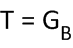 T = G_B